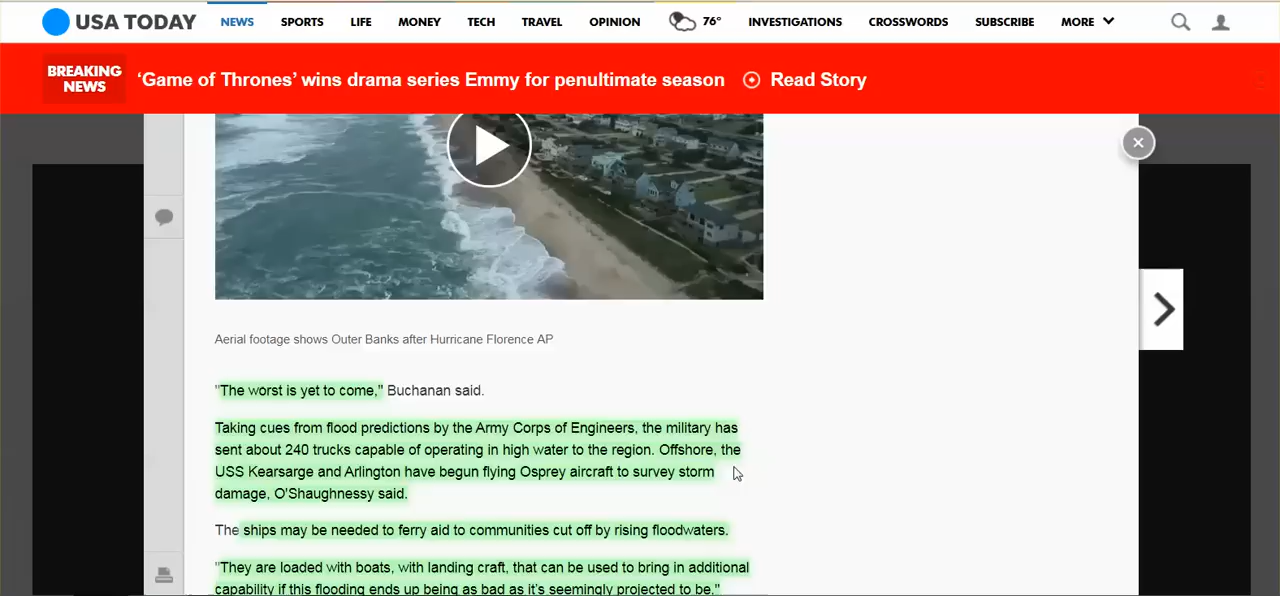 USA TODAY NEWS SPORTS LIFE MONEY TECH TRAVEL OPINION 76° INVESTIGATIONS CROSSWORDS SUBSCRIBE MORE
BREAKING
NEWS
‘Game of Thrones’ wins drama series Emmy for penultimate season Read Story
Aerial footage shows Outer Banks after Hurricane Florence AP
"The worst is yet to come," Buchanan said.
Taking cues from flood predictions by the Army Corps of Engineers, the military has
sent about 240 trucks capable of operating in high water to the region. Offshore, the
USS Kearsarge and Arlington have begun flying Osprey aircraft to survey storm
damage, O'Shaughnessy said.
The ships may be needed to ferry aid to communities cut off by rising floodwaters.
"They are loaded with boats, with landing craft, that can be used to bring in additional
capability if this flooding ends up being as bad as it’s seemingly projected to be."